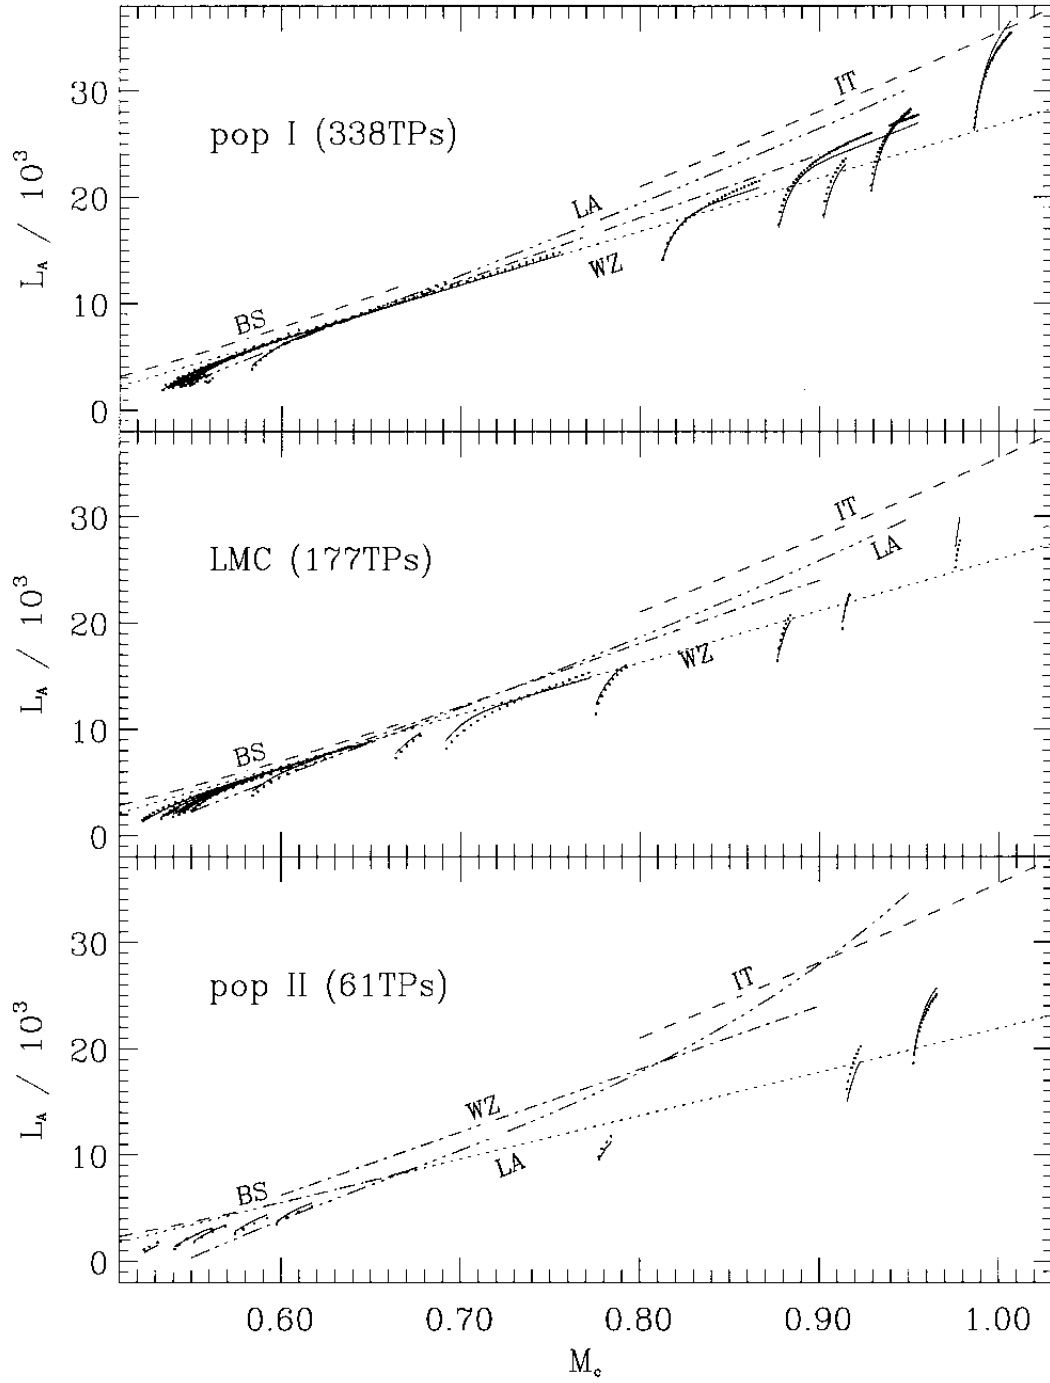 30
20
10
0
L_A / 10^3
pop I (338TPs)
IT
LA
WZ
BS
30
20
10
0
L_A / 10^3
LMC (177TPs)
IT
LA
WZ
BS
30
20
10
0
L_A / 10^3
pop II (61TPs)
IT
WZ
LA
BS
0.60 0.70 0.80 0.90 1.00
M_c